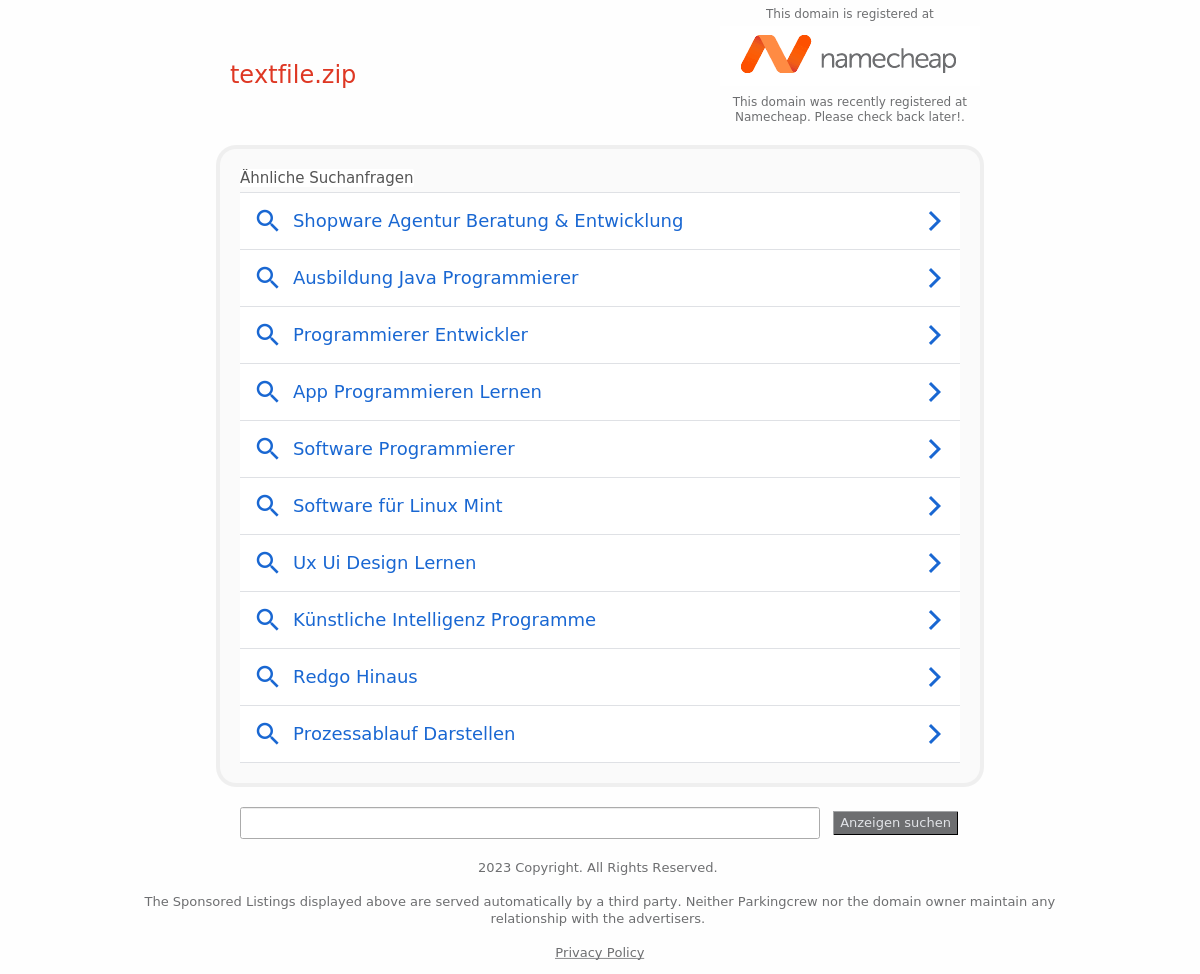 This domain is registered at
namecheap
textfile.zip
This domain was recently registered at
Namecheap. Please check back later!.
Ähnliche Suchanfragen
Shopware Agentur Beratung & Entwicklung
Ausbildung Java Programmierer
Programmierer Entwickler
App Programmieren Lernen
Software Programmierer
Software für Linux Mint
Ux Ui Design Lernen
Künstliche Intelligenz Programme
Redgo Hinaus
Prozessablauf Darstellen
Anzeigen suchen
2023 Copyright. All Rights Reserved.
The Sponsored Listings displayed above are served automatically by a third party. Neither Parkingcrew nor the domain owner maintain any
relationship with the advertisers.
Privacy Policy